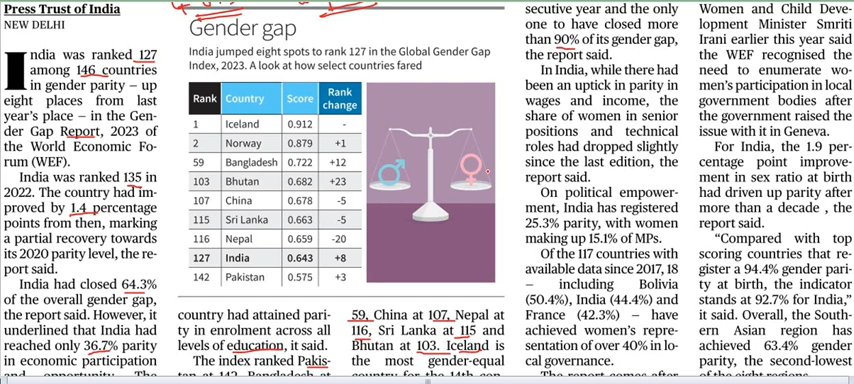 Press Trust of India
NEW DELHI
India was ranked 127
among 146 countries
in gender parity – up
eight places from last
year's place – in the Gen-
der Gap Report, 2023 of
the World Economic Fo-
rum (WEF).
India was ranked 135 in
2022. The country had im-
proved by 1.4 percentage
points from then, marking
a partial recovery towards
its 2020 parity level, the re-
port said.
India had closed 64.3%
of the overall gender gap,
the report said. However, it
underlined that India had
reached only 36.7% parity
in economic participation
and opportunity. The
Gender gap
India jumped eight spots to rank 127 in the Global Gender Gap
Index, 2023. A look at how select countries fared
Rank Country Score Rank change
1 Iceland 0.912 -
2 Norway 0.879 +1
59 Bangladesh 0.722 +12
103 Bhutan 0.682 +23
107 China 0.678 -5
115 Sri Lanka 0.663 -5
116 Nepal 0.659 -20
127 India 0.643 +8
142 Pakistan 0.575 +3
country had attained pari-
ty in enrolment across all
levels of education, it said.
The index ranked Pakis-
tan at 142, Bangladesh at
59, China at 107, Nepal at
116, Sri Lanka at 115 and
Bhutan at 103. Iceland is
the most gender-equal
country for the 14th con-
secutive year and the only
one to have closed more
than 90% of its gender gap,
the report said.
In India, while there had
been an uptick in parity in
wages and income, the
share of women in senior
positions and technical
roles had dropped slightly
since the last edition, the
report said.
On political empower-
ment, India has registered
25.3% parity, with women
making up 15.1% of MPs.
Of the 117 countries with
available data since 2017, 18
– including Bolivia
(50.4%), India (44.4%) and
France (42.3%) – have
achieved women's repre-
sentation of over 40% in lo-
cal governance.
The report comes after
Women and Child Deve-
lopment Minister Smriti
Irani earlier this year said
the WEF recognised the
need to enumerate wo-
men's participation in local
government bodies after
the government raised the
issue with it in Geneva.
For India, the 1.9 per-
centage point improve-
ment in sex ratio at birth
had driven up parity after
more than a decade , the
report said.
"Compared with top
scoring countries that re-
gister a 94.4% gender pari-
ty at birth, the indicator
stands at 92.7% for India,"
it said. Overall, the South-
ern Asian region has
achieved 63.4% gender
parity, the second-lowest
of the eight regions.